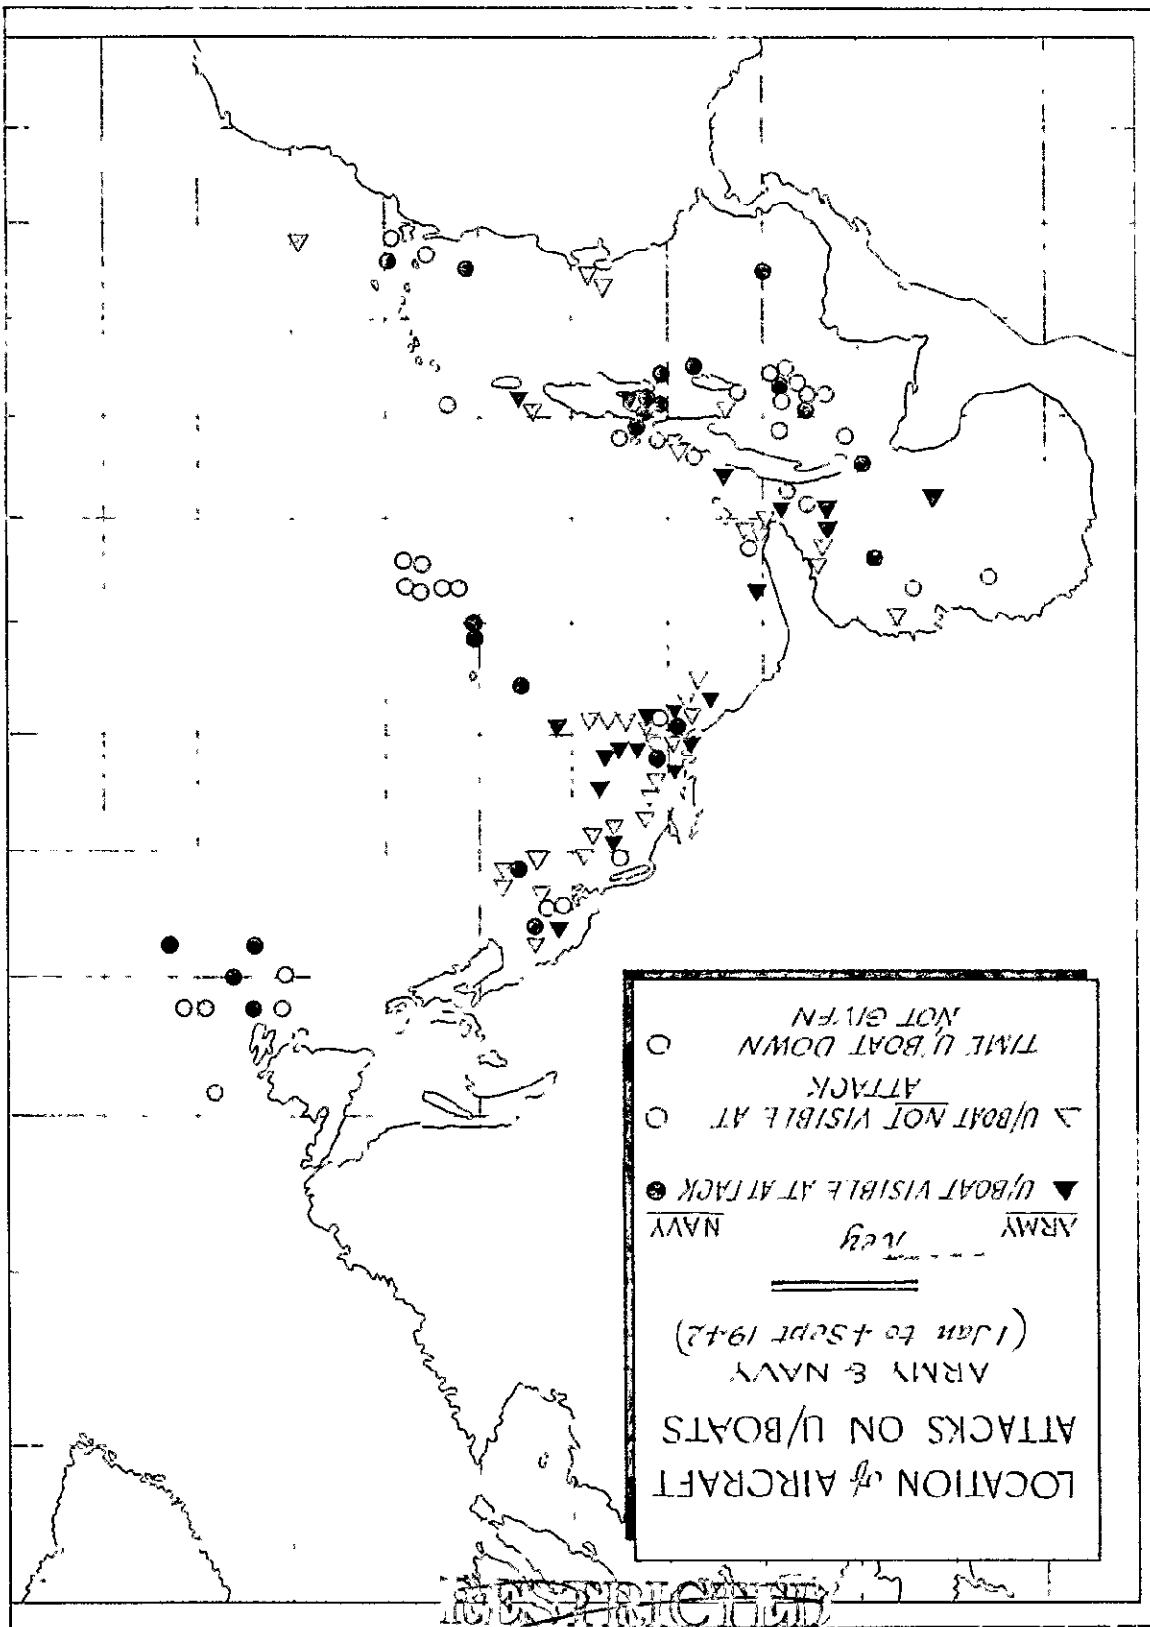 LOCATION of AIRCRAFT
ATTACKS ON U/BOATS
ARMY & NAVY
(1 Jan to 4 Sept 1942)
Key
ARMY NAVY
U/BOAT VISIBLE AT ATTACK
U/BOAT NOT VISIBLE AT
ATTACK
TIME U/BOAT DOWN
NOT GIVEN
RESTRICTED